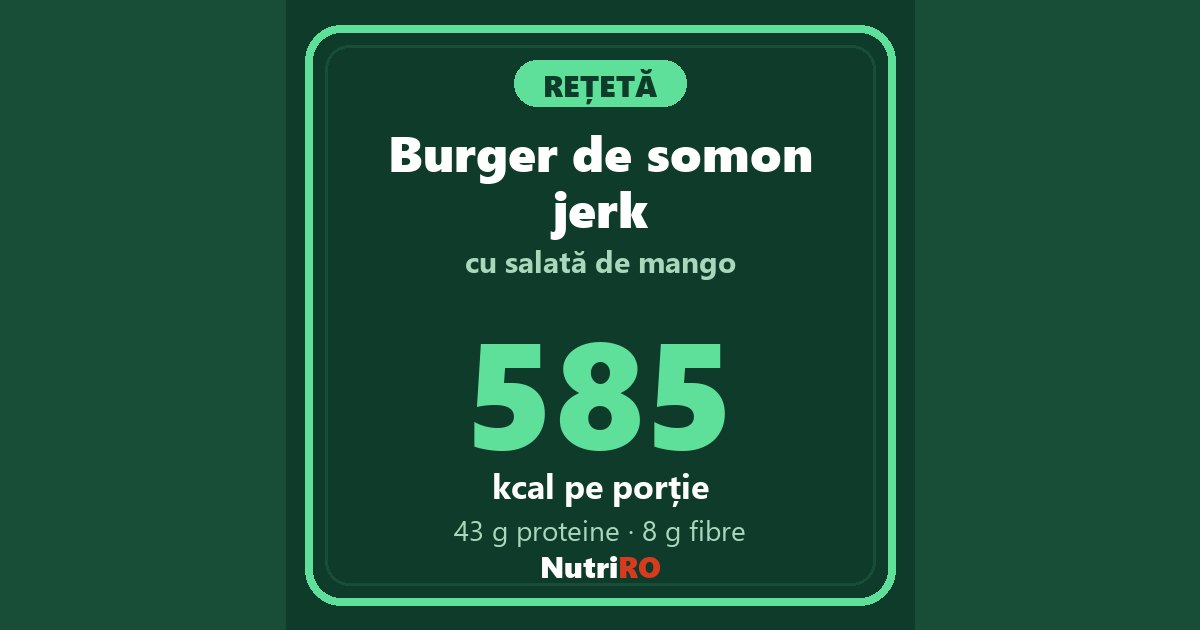 REȚETĂ
Burger de somon
jerk
cu salată de mango
585
kcal pe porție
43 g proteine · 8 g fibre
NutriRO